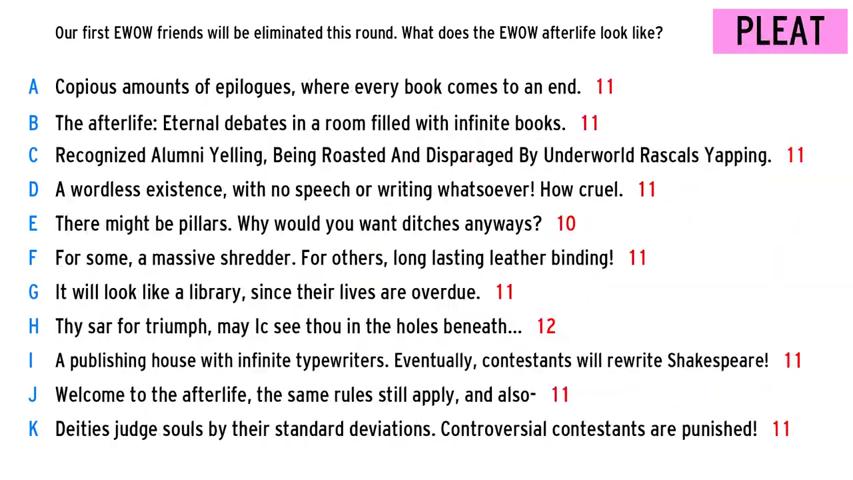 Our first EWOW friends will be eliminated this round. What does the EWOW afterlife look like?
PLEAT
A Copious amounts of epilogues, where every book comes to an end. 11
B The afterlife: Eternal debates in a room filled with infinite books. 11
C Recognized Alumni Yelling, Being Roasted And Disparaged By Underworld Rascals Yapping. 11
D A wordless existence, with no speech or writing whatsoever! How cruel. 11
E There might be pillars. Why would you want ditches anyways? 10
F For some, a massive shredder. For others, long lasting leather binding! 11
G It will look like a library, since their lives are overdue. 11
H Thy sar for triumph, may Ic see thou in the holes beneath... 12
I A publishing house with infinite typewriters. Eventually, contestants will rewrite Shakespeare! 11
J Welcome to the afterlife, the same rules still apply, and also- 11
K Deities judge souls by their standard deviations. Controversial contestants are punished! 11